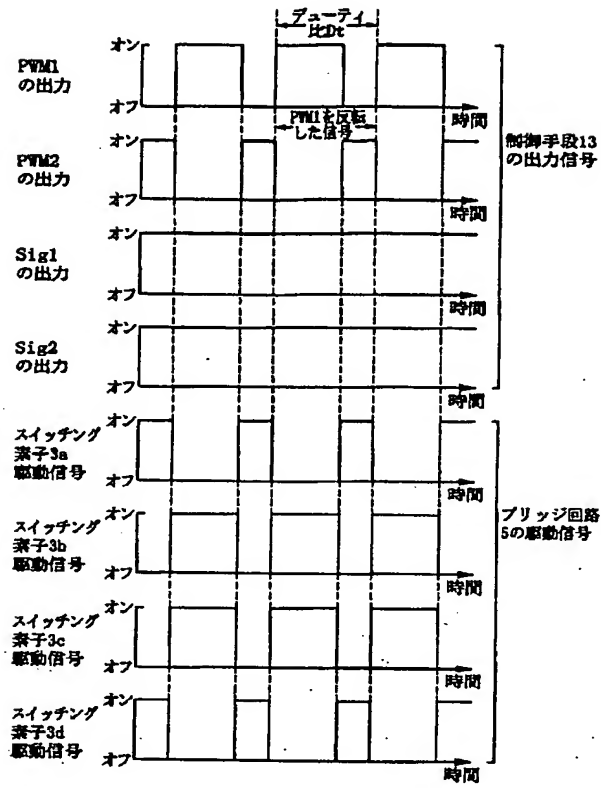 デューティ
比Dt
オン
PWM1
の出力
オフ
時間
PWM1を反転
した信号
オン
PWM2
の出力
オフ
時間
オン
Sig1
の出力
オフ
時間
オン
Sig2
の出力
オフ
時間
制御手段13
の出力信号
オン
スイッチング
素子3a
駆動信号
オフ
時間
オン
スイッチング
素子3b
駆動信号
オフ
時間
ブリッジ回路
5の駆動信号
オン
スイッチング
素子3c
駆動信号
オフ
時間
オン
スイッチング
素子3d
駆動信号
オフ
時間